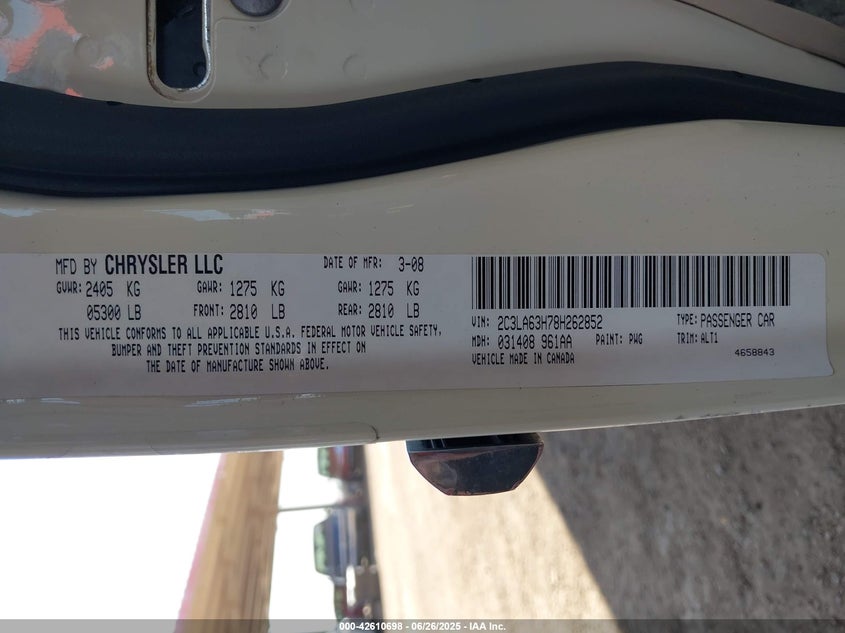 MFD BY CHRYSLER LLC DATE OF MFR: 3-08
GVWR: 2405 KG GAWR: 1275 KG GAWR: 1275 KG
05300 LB FRONT: 2810 LB REAR: 2810 LB
THIS VEHICLE CONFORMS TO ALL APPLICABLE U.S.A. FEDERAL MOTOR VEHICLE SAFETY,
BUMPER AND THEFT PREVENTION STANDARDS IN EFFECT ON
THE DATE OF MANUFACTURE SHOWN ABOVE.
VIN: 2C3LA63H78H262852 TYPE: PASSENGER CAR
MDH: 031408 961AA PAINT: PWG TRIM: ALT1
VEHICLE MADE IN CANADA 4658843
000-42610698 - 06/26/2025 - IAA Inc.